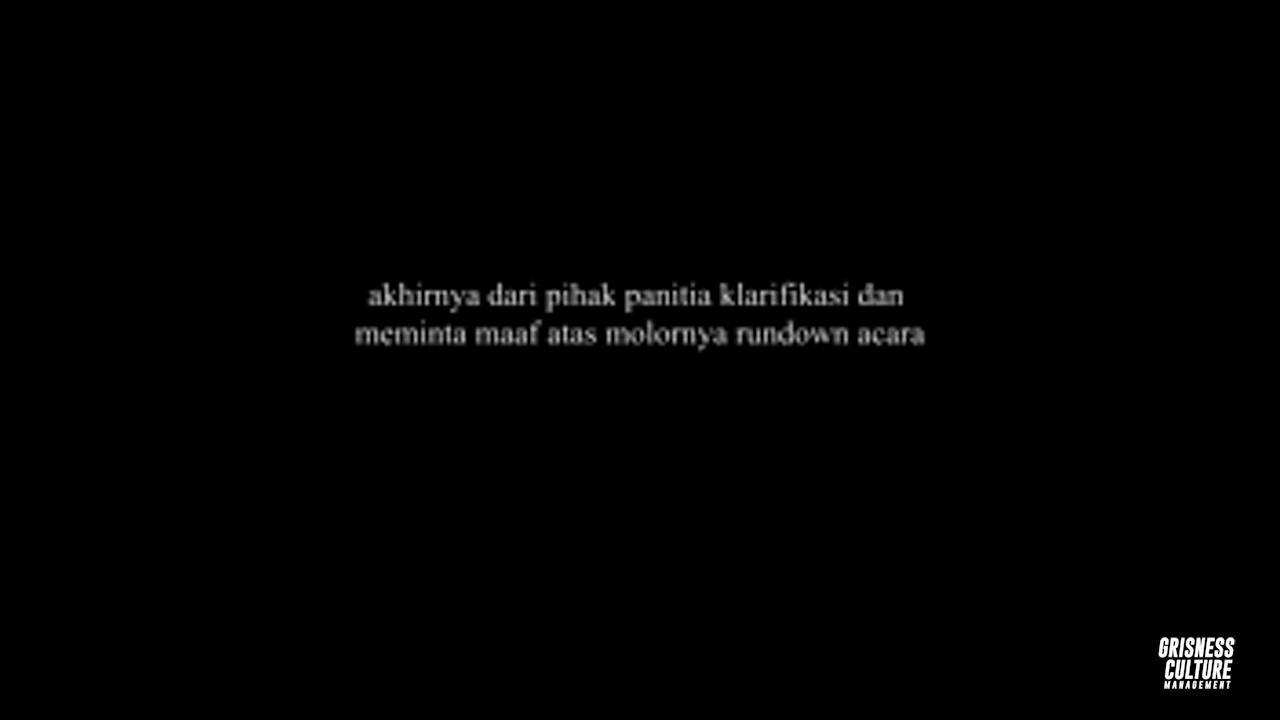 akhirnya dari pihak panitia klarifikasi dan
meminta maaf atas molornya rundown acara
GRISNESS
CULTURE
MANAGEMENT